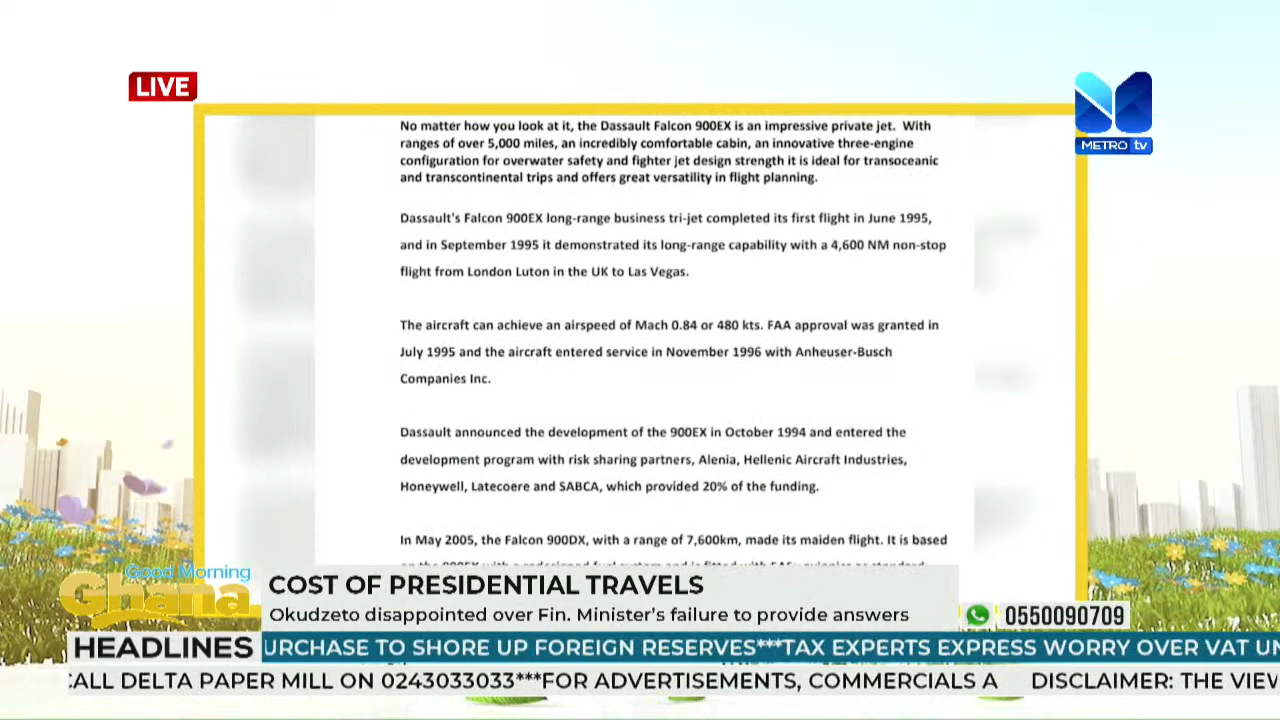 LIVE
METRO tv
No matter how you look at it, the Dassault Falcon 900EX is an impressive private jet. With
ranges of over 5,000 miles, an incredibly comfortable cabin, an innovative three-engine
configuration for overwater safety and fighter jet design strength it is ideal for transoceanic
and transcontinental trips and offers great versatility in flight planning.
Dassault's Falcon 900EX long-range business tri-jet completed its first flight in June 1995,
and in September 1995 it demonstrated its long-range capability with a 4,600 NM non-stop
flight from London Luton in the UK to Las Vegas.
The aircraft can achieve an airspeed of Mach 0.84 or 480 kts. FAA approval was granted in
July 1995 and the aircraft entered service in November 1996 with Anheuser-Busch
Companies Inc.
Dassault announced the development of the 900EX in October 1994 and entered the
development program with risk sharing partners, Alenia, Hellenic Aircraft Industries,
Honeywell, Latecoere and SABCA, which provided 20% of the funding.
In May 2005, the Falcon 900DX, with a range of 7,600km, made its maiden flight. It is based
Good Morning
Ghana
COST OF PRESIDENTIAL TRAVELS
Okudzeto disappointed over Fin. Minister's failure to provide answers
0550090709
HEADLINES
URCHASE TO SHORE UP FOREIGN RESERVES***TAX EXPERTS EXPRESS WORRY OVER VAT UN
CALL DELTA PAPER MILL ON 0243033033***FOR ADVERTISEMENTS, COMMERCIALS A DISCLAIMER: THE VIEW